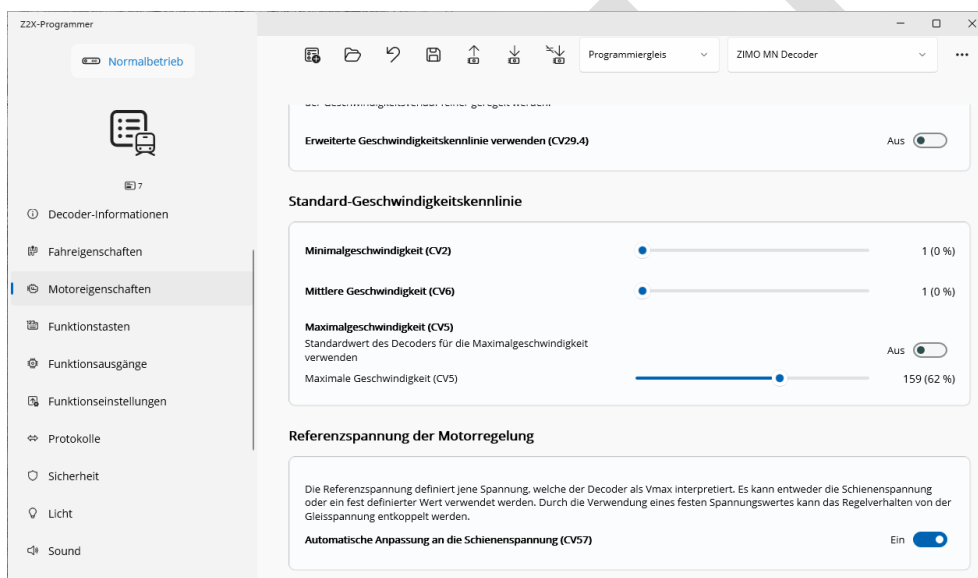 Z2X-Programmer
Normalbetrieb
Programmiergleis
ZIMO MN Decoder
7
Decoder-Informationen
Fahreigenschaften
Motoreigenschaften
Funktionstasten
Funktionsausgänge
Funktionseinstellungen
Protokolle
Sicherheit
Licht
Sound
der Geschwindigkeitsverlauf feiner geregelt werden.
Erweiterte Geschwindigkeitskennlinie verwenden (CV29.4)
Aus
Standard-Geschwindigkeitskennlinie
Minimalgeschwindigkeit (CV2)
1 (0 %)
Mittlere Geschwindigkeit (CV6)
1 (0 %)
Maximalgeschwindigkeit (CV5)
Standardwert des Decoders für die Maximalgeschwindigkeit
verwenden
Aus
Maximale Geschwindigkeit (CV5)
159 (62 %)
Referenzspannung der Motorregelung
Die Referenzspannung definiert jene Spannung, welche der Decoder als Vmax interpretiert. Es kann entweder die Schienenspannung
oder ein fest definierter Wert verwendet werden. Durch die Verwendung eines festen Spannungswertes kann das Regelverhalten von der
Gleisspannung entkoppelt werden.
Automatische Anpassung an die Schienenspannung (CV57)
Ein